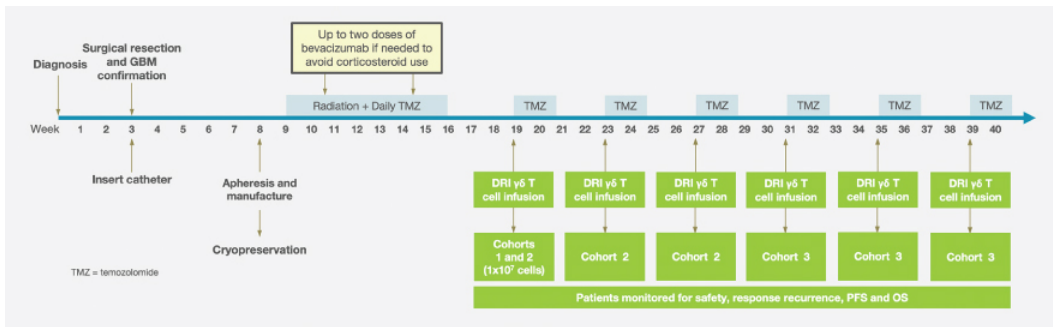 Up to two doses of
bevacizumab if needed to
avoid corticosteroid use
Surgical resection
and GBM
confirmation
Diagnosis
Radiation + Daily TMZ
TMZ
TMZ
TMZ
TMZ
TMZ
TMZ
Week 1 2 3 4 5 6 7 8 9 10 11 12 13 14 15 16 17 18 19 20 21 22 23 24 25 26 27 28 29 30 31 32 33 34 35 36 37 38 39 40
Insert catheter
Apheresis and
manufacture
Cryopreservation
DRI γδ T
cell infusion
DRI γδ T
cell infusion
DRI γδ T
cell infusion
DRI γδ T
cell infusion
DRI γδ T
cell infusion
DRI γδ T
cell infusion
Cohorts
1 and 2
(1x10⁷ cells)
Cohort 2
Cohort 2
Cohort 3
Cohort 3
Cohort 3
TMZ = temozolomide
Patients monitored for safety, response recurrence, PFS and OS